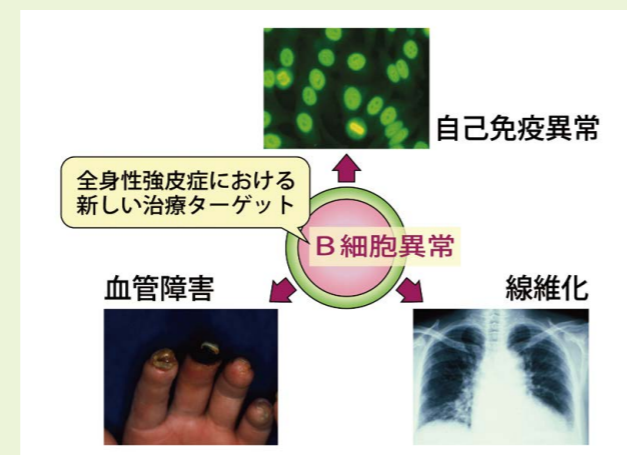 自己免疫異常
全身性強皮症における
新しい治療ターゲット
B細胞異常
血管障害
線維化